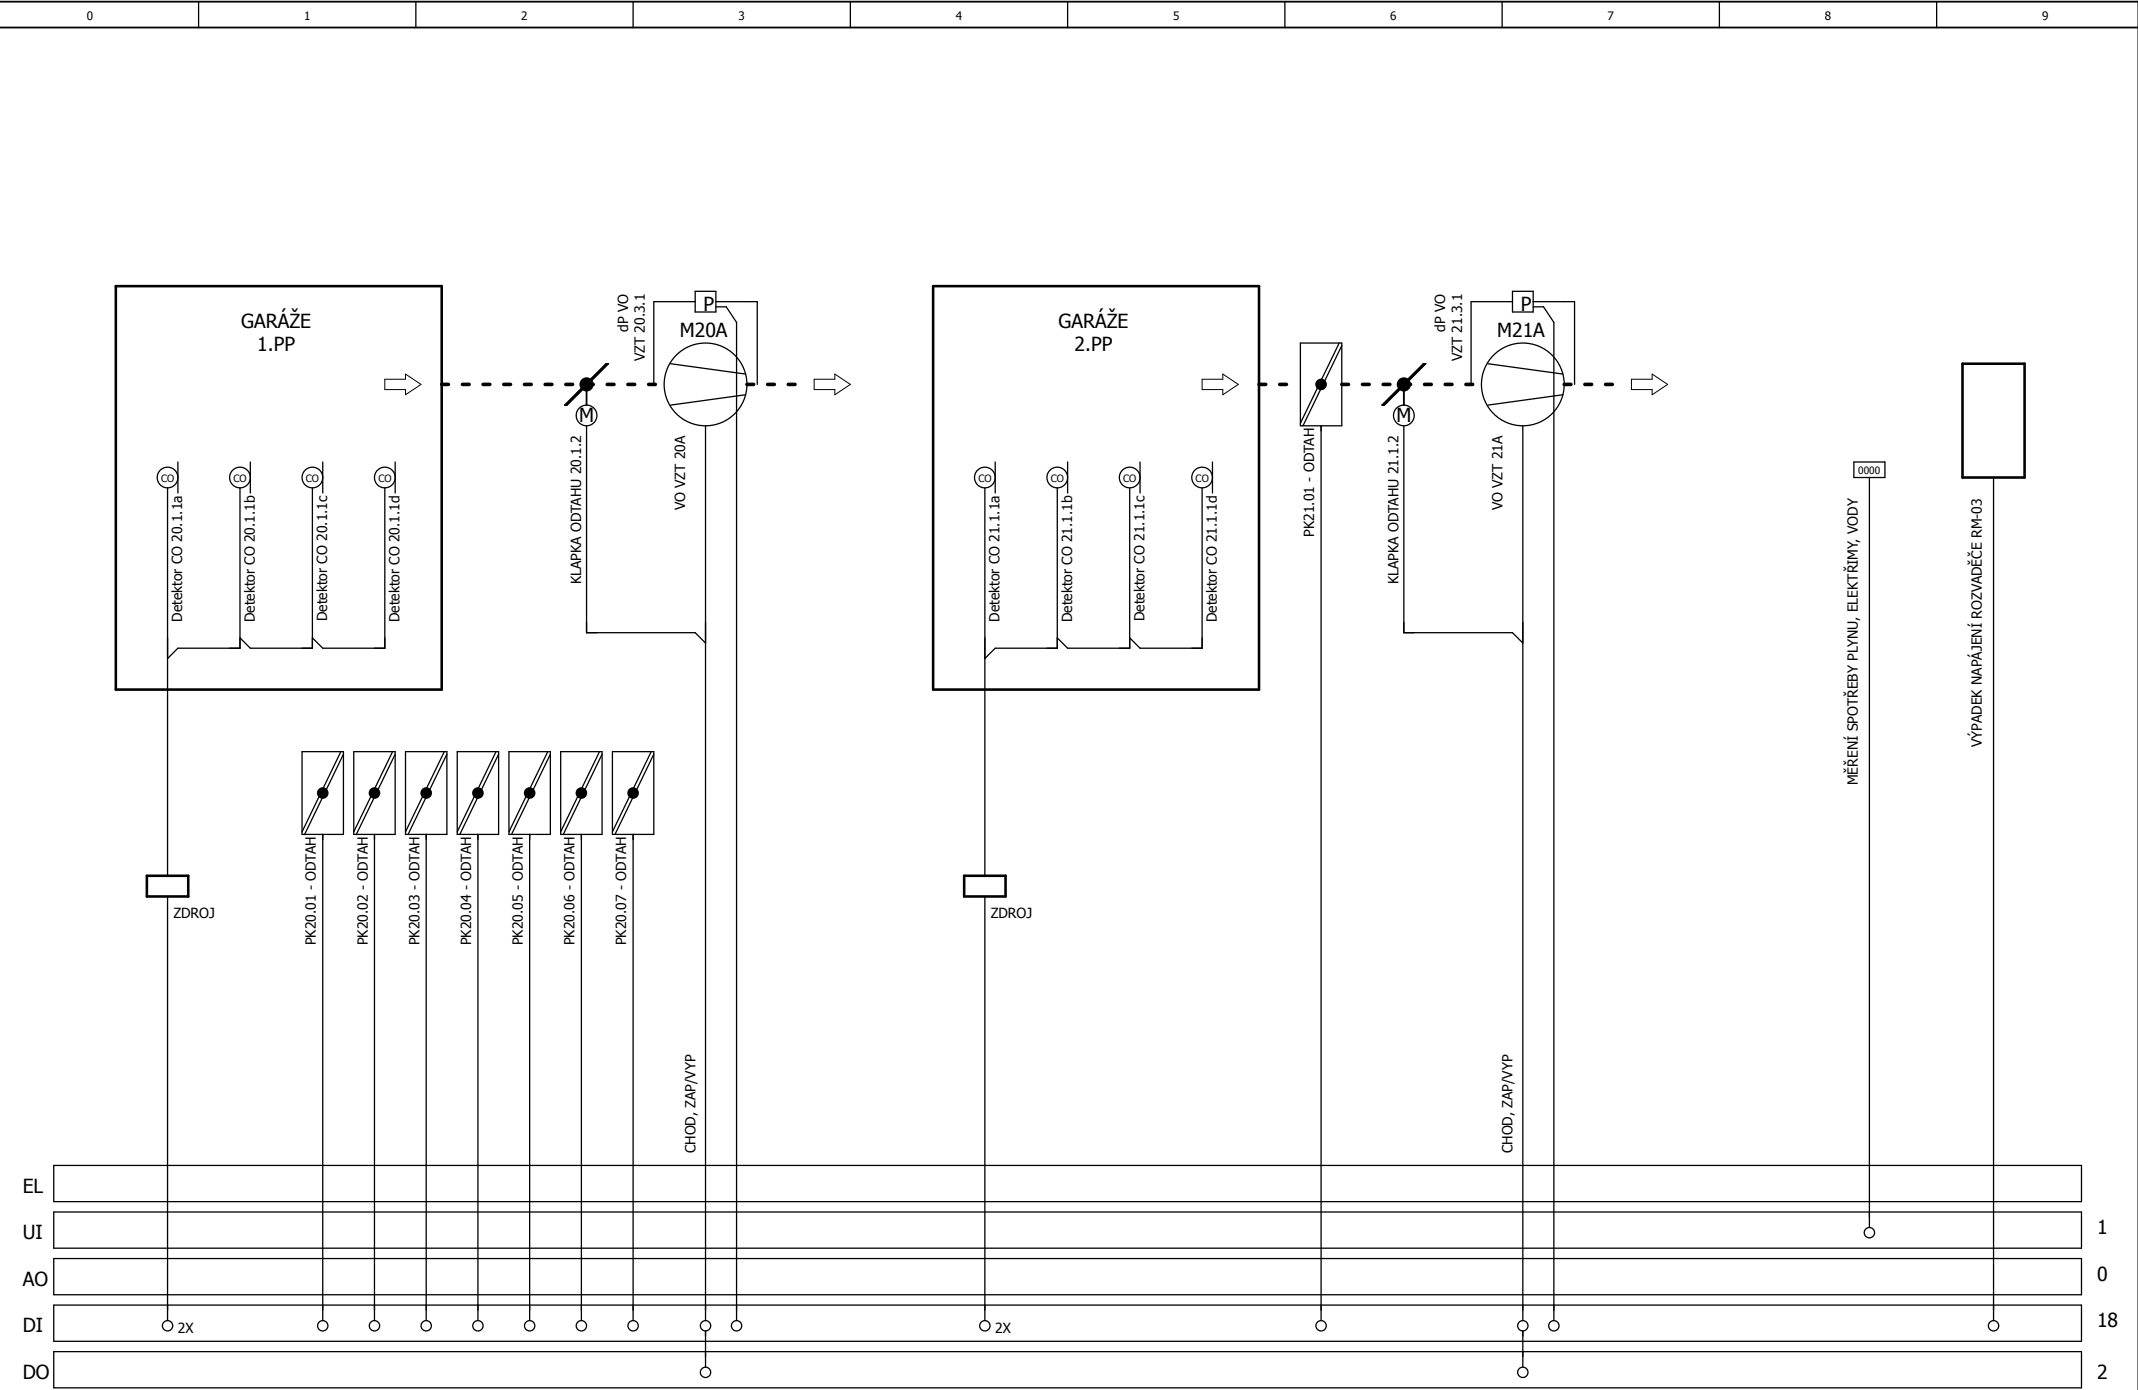 0 1 2 3 4 5 6 7 8 9
GARÁŽE
1.PP
dP VO
VZT 20.3.1
P
M20A
M
KLAPKA ODTAHU 20.1.2
VO VZT 20A
CO CO CO CO
Detektor CO 20.1.1a
Detektor CO 20.1.1b
Detektor CO 20.1.1c
Detektor CO 20.1.1d
GARÁŽE
2.PP
dP VO
VZT 21.3.1
P
M21A
M
PK21.01 - ODTAH
KLAPKA ODTAHU 21.1.2
VO VZT 21A
CO CO CO CO
Detektor CO 21.1.1a
Detektor CO 21.1.1b
Detektor CO 21.1.1c
Detektor CO 21.1.1d
0000
MĚŘENÍ SPOTŘEBY PLYNU, ELEKTŘIMY, VODY
VÝPADEK NAPÁJENÍ ROZVADĚČE RM-03
ZDROJ
PK20.01 - ODTAH
PK20.02 - ODTAH
PK20.03 - ODTAH
PK20.04 - ODTAH
PK20.05 - ODTAH
PK20.06 - ODTAH
PK20.07 - ODTAH
ZDROJ
CHOD, ZAP/VYP
CHOD, ZAP/VYP
EL
UI 1
AO 0
DI 2X 2X 18
DO 2